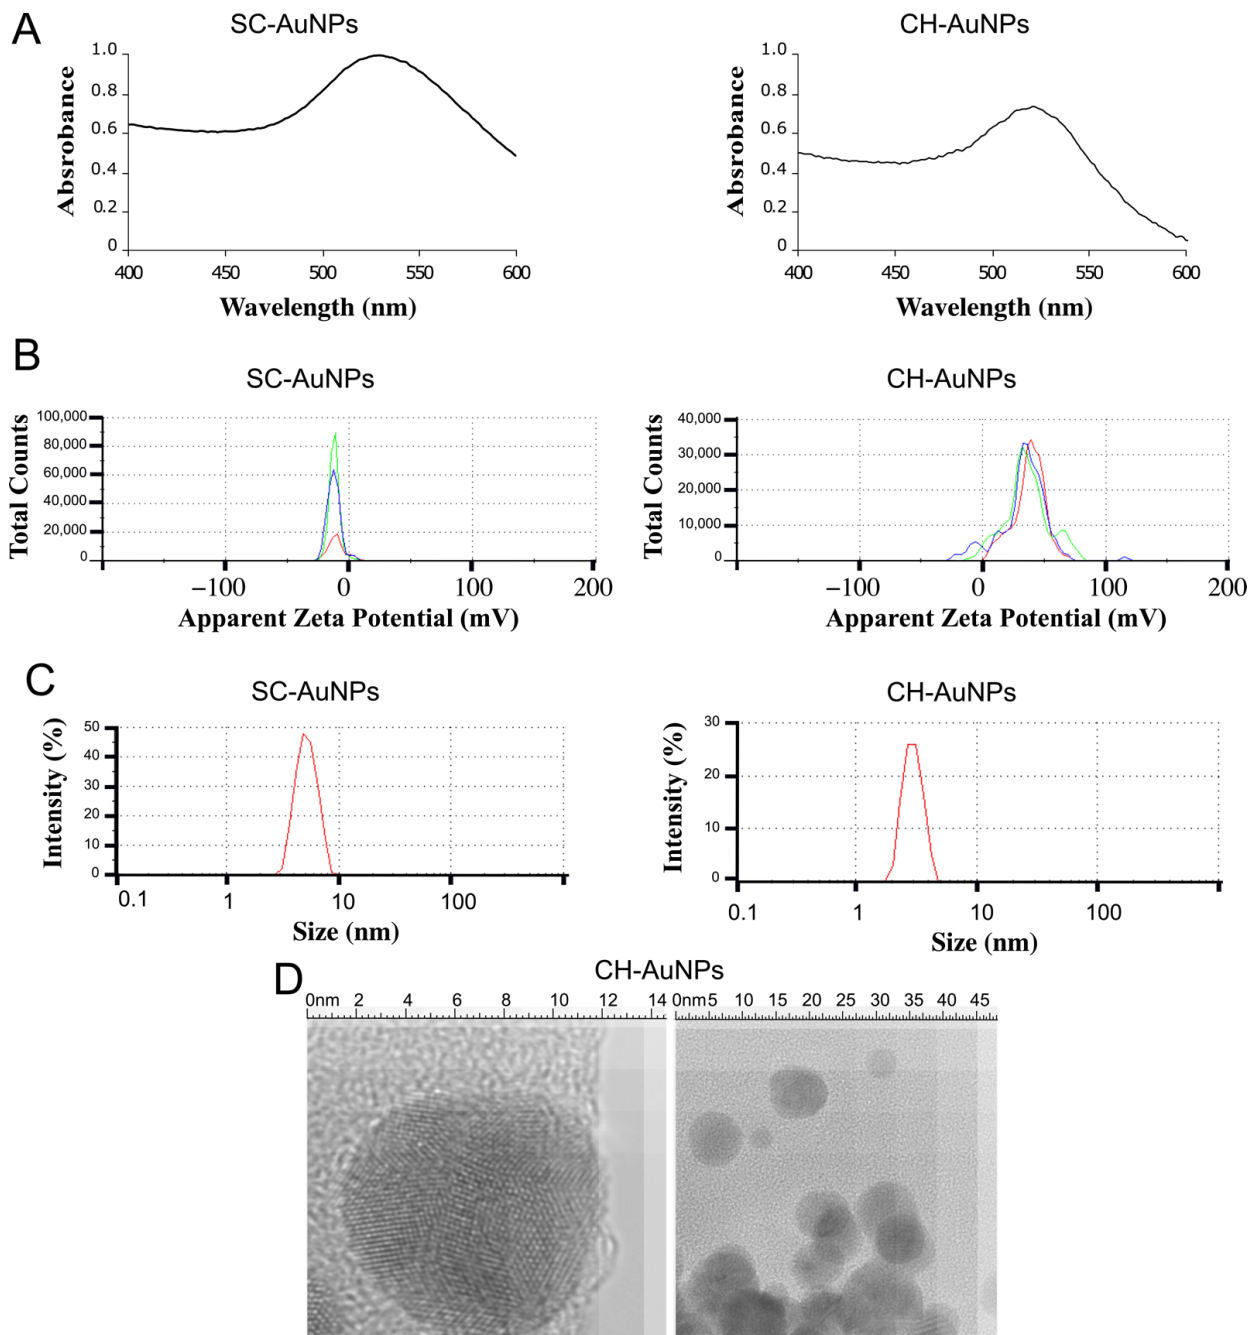 A
SC-AuNPs
CH-AuNPs
1.0
0.8
0.6
0.4
0.2
0
Absrobance
400 450 500 550 600
Wavelength (nm)
1.0
0.8
0.6
0.4
0.2
0
Absrobance
400 450 500 550 600
Wavelength (nm)
B
SC-AuNPs
CH-AuNPs
100,000
80,000
60,000
40,000
20,000
0
Total Counts
−100 0 100 200
Apparent Zeta Potential (mV)
40,000
30,000
20,000
10,000
0
Total Counts
−100 0 100 200
Apparent Zeta Potential (mV)
C
SC-AuNPs
CH-AuNPs
50
40
30
20
10
0
Intensity (%)
0.1 1 10 100
Size (nm)
30
20
10
0
Intensity (%)
0.1 1 10 100
Size (nm)
D
CH-AuNPs
0nm 2 4 6 8 10 12 14
0nm5 10 15 20 25 30 35 40 45